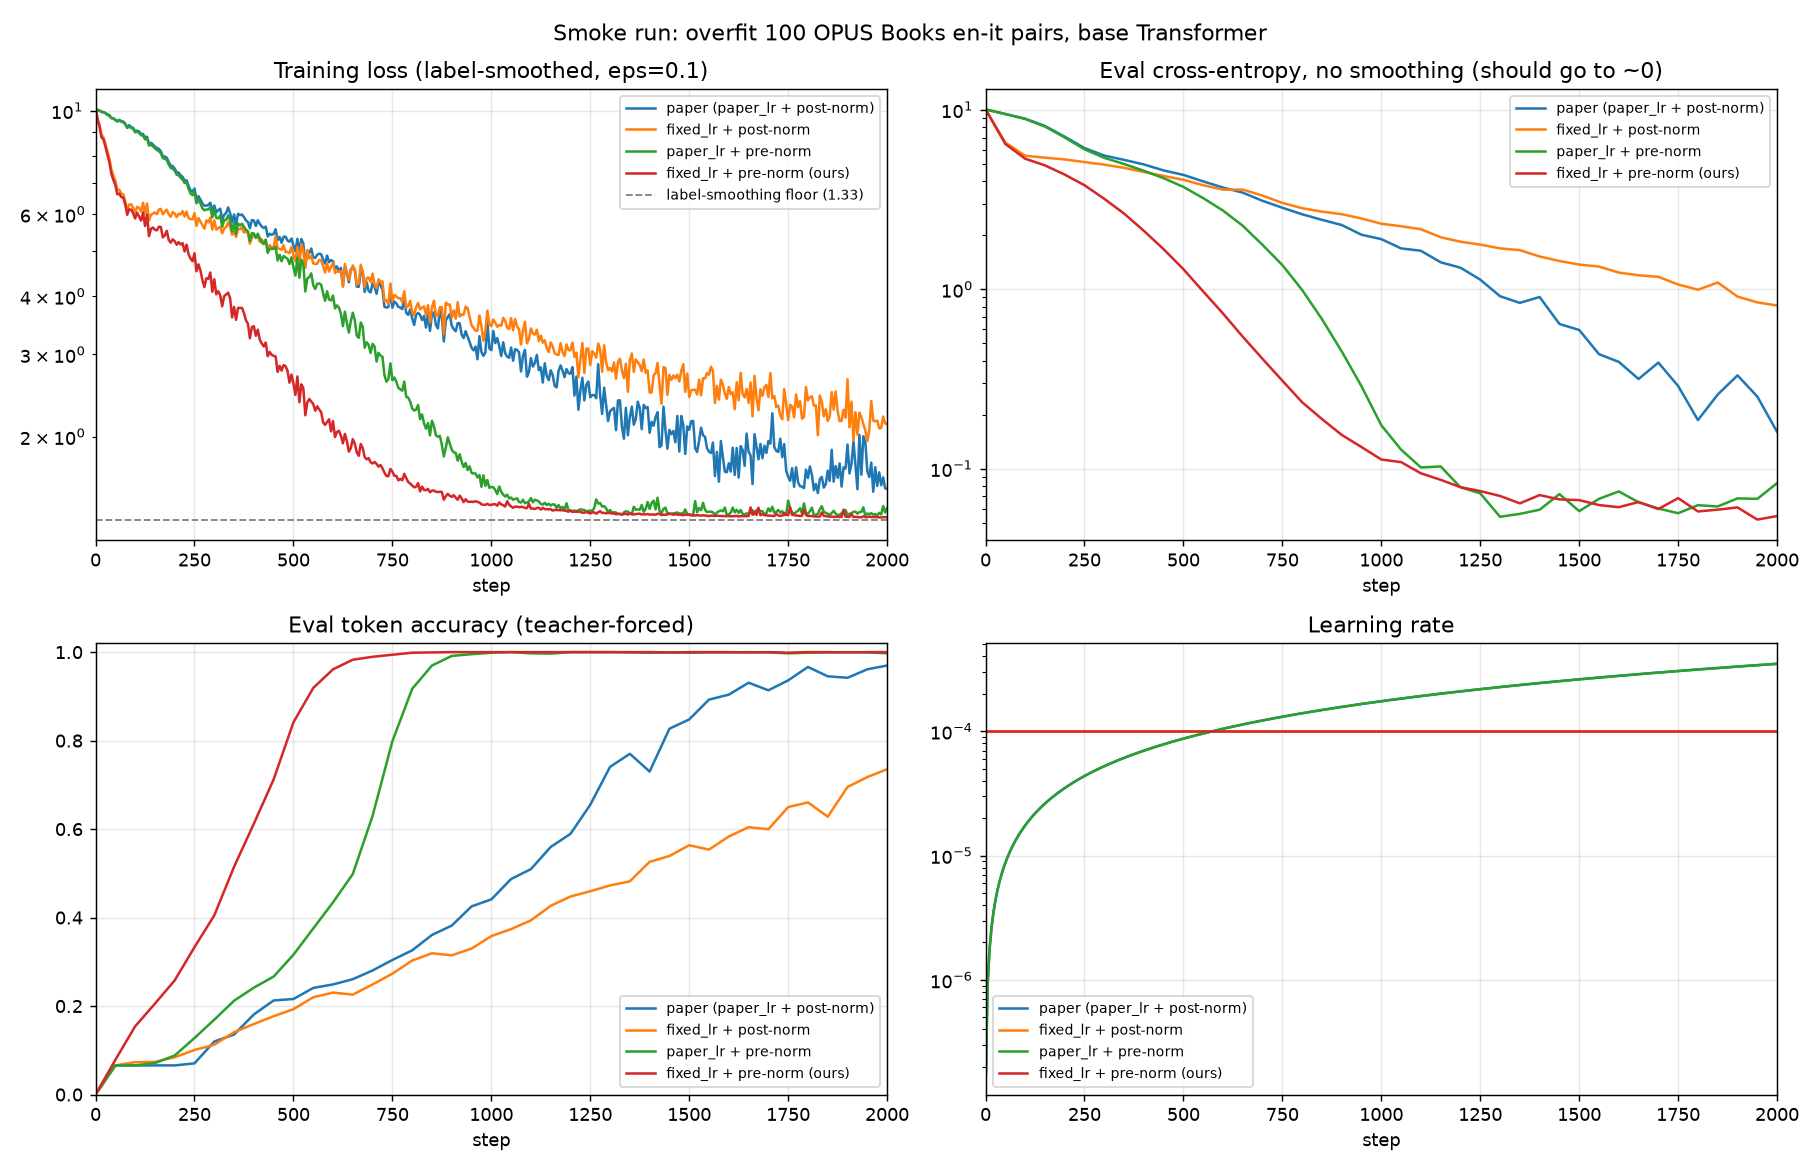 Smoke run: overfit 100 OPUS Books en-it pairs, base Transformer
Training loss (label-smoothed, eps=0.1)
10¹
6 × 10⁰
4 × 10⁰
3 × 10⁰
2 × 10⁰
paper (paper_lr + post-norm)
fixed_lr + post-norm
paper_lr + pre-norm
fixed_lr + pre-norm (ours)
label-smoothing floor (1.33)
0 250 500 750 1000 1250 1500 1750 2000
step
Eval cross-entropy, no smoothing (should go to ~0)
10¹
10⁰
10⁻¹
paper (paper_lr + post-norm)
fixed_lr + post-norm
paper_lr + pre-norm
fixed_lr + pre-norm (ours)
0 250 500 750 1000 1250 1500 1750 2000
step
Eval token accuracy (teacher-forced)
1.0
0.8
0.6
0.4
0.2
0.0
paper (paper_lr + post-norm)
fixed_lr + post-norm
paper_lr + pre-norm
fixed_lr + pre-norm (ours)
0 250 500 750 1000 1250 1500 1750 2000
step
Learning rate
10⁻⁴
10⁻⁵
10⁻⁶
paper (paper_lr + post-norm)
fixed_lr + post-norm
paper_lr + pre-norm
fixed_lr + pre-norm (ours)
0 250 500 750 1000 1250 1500 1750 2000
step